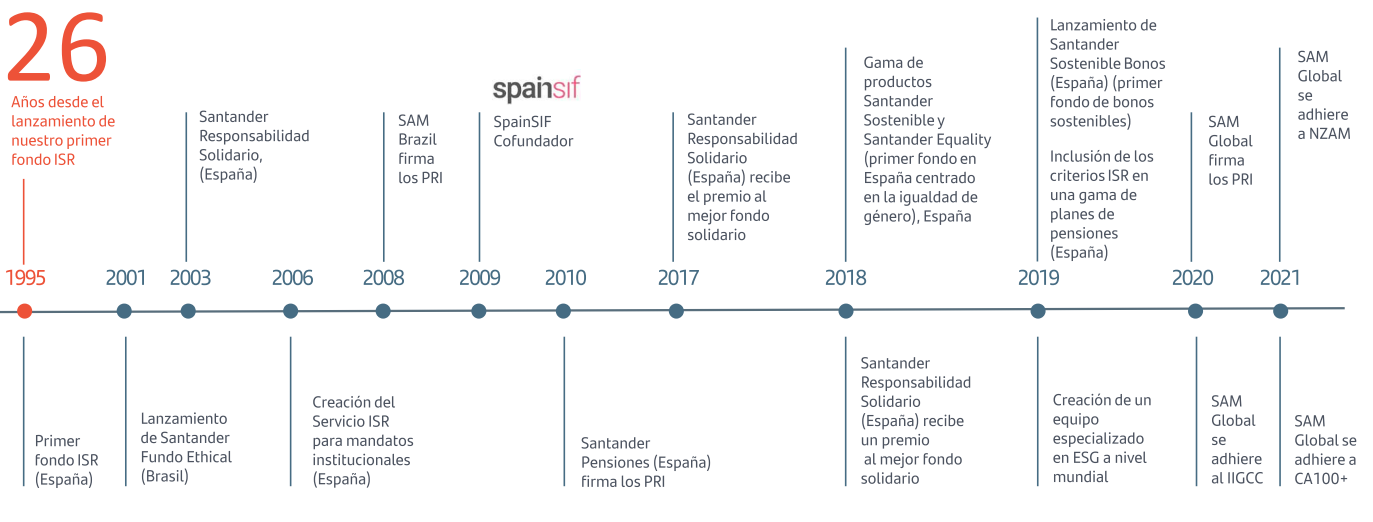 26
Años desde el
lanzamiento de
nuestro primer
fondo ISR
Santander
Responsabilidad
Solidario,
(España)
SAM
Brazil
firma
los PRI
spainsif
SpainSIF
Cofundador
Santander
Responsabilidad
Solidario
(España) recibe
el premio al
mejor fondo
solidario
Gama de
productos
Santander
Sostenible y
Santander Equality
(primer fondo en
España centrado
en la igualdad de
género), España
Lanzamiento de
Santander
Sostenible Bonos
(España) (primer
fondo de bonos
sostenibles)
Inclusión de los
criterios ISR en
una gama de
planes de
pensiones
(España)
SAM
Global
firma
los PRI
SAM
Global
se
adhiere
a NZAM
1995 2001 2003 2006 2008 2009 2010 2017 2018 2019 2020 2021
Primer
fondo ISR
(España)
Lanzamiento
de Santander
Fundo Ethical
(Brasil)
Creación del
Servicio ISR
para mandatos
institucionales
(España)
Santander
Pensiones (España)
firma los PRI
Santander
Responsabilidad
Solidario
(España) recibe
un premio
al mejor fondo
solidario
Creación de un
equipo
especializado
en ESG a nivel
mundial
SAM
Global
se
adhiere
al IIGCC
SAM
Global se
adhiere a
CA100+